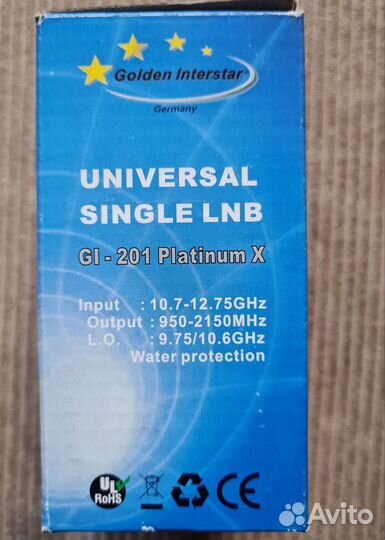 Golden Interstar®
Germany
UNIVERSAL
SINGLE LNB
GI - 201 Platinum X
Input : 10.7-12.75GHz
Output : 950-2150MHz
L.O. : 9.75/10.6GHz
Water protection
UL
RoHS
CE
Avito